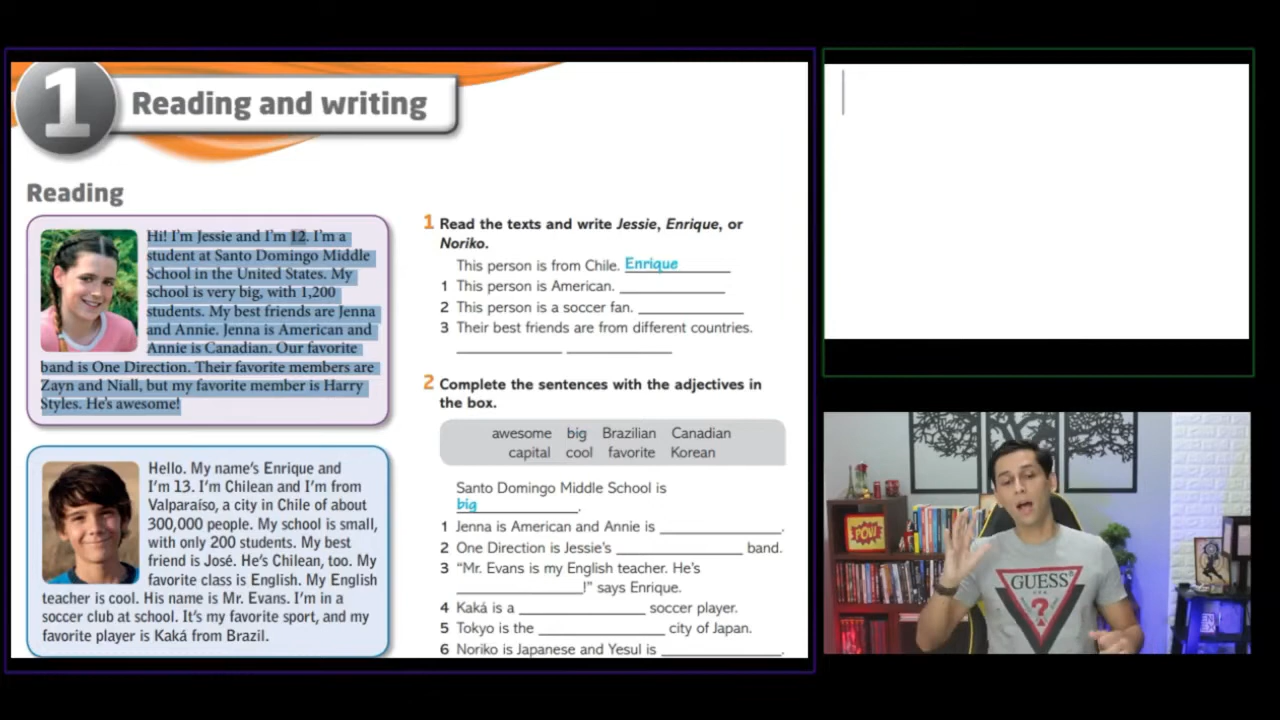 1
Reading and writing
Reading
Hi! I'm Jessie and I'm 12. I'm a
student at Santo Domingo Middle
School in the United States. My
school is very big, with 1,200
students. My best friends are Jenna
and Annie. Jenna is American and
Annie is Canadian. Our favorite
band is One Direction. Their favorite members are
Zayn and Niall, but my favorite member is Harry
Styles. He's awesome!
Hello. My name's Enrique and
I'm 13. I'm Chilean and I'm from
Valparaíso, a city in Chile of about
300,000 people. My school is small,
with only 200 students. My best
friend is José. He's Chilean, too. My
favorite class is English. My English
teacher is cool. His name is Mr. Evans. I'm in a
soccer club at school. It's my favorite sport, and my
favorite player is Kaká from Brazil.
1 Read the texts and write Jessie, Enrique, or
Noriko.
This person is from Chile. Enrique
1 This person is American. ____________
2 This person is a soccer fan. ____________
3 Their best friends are from different countries.
____________ ____________
2 Complete the sentences with the adjectives in
the box.
awesome big Brazilian Canadian
capital cool favorite Korean
Santo Domingo Middle School is
big____________.
1 Jenna is American and Annie is ____________.
2 One Direction is Jessie's ____________ band.
3 "Mr. Evans is my English teacher. He's
____________!" says Enrique.
4 Kaká is a ____________ soccer player.
5 Tokyo is the ____________ city of Japan.
6 Noriko is Japanese and Yesul is ____________.
POW!
GUESS
?